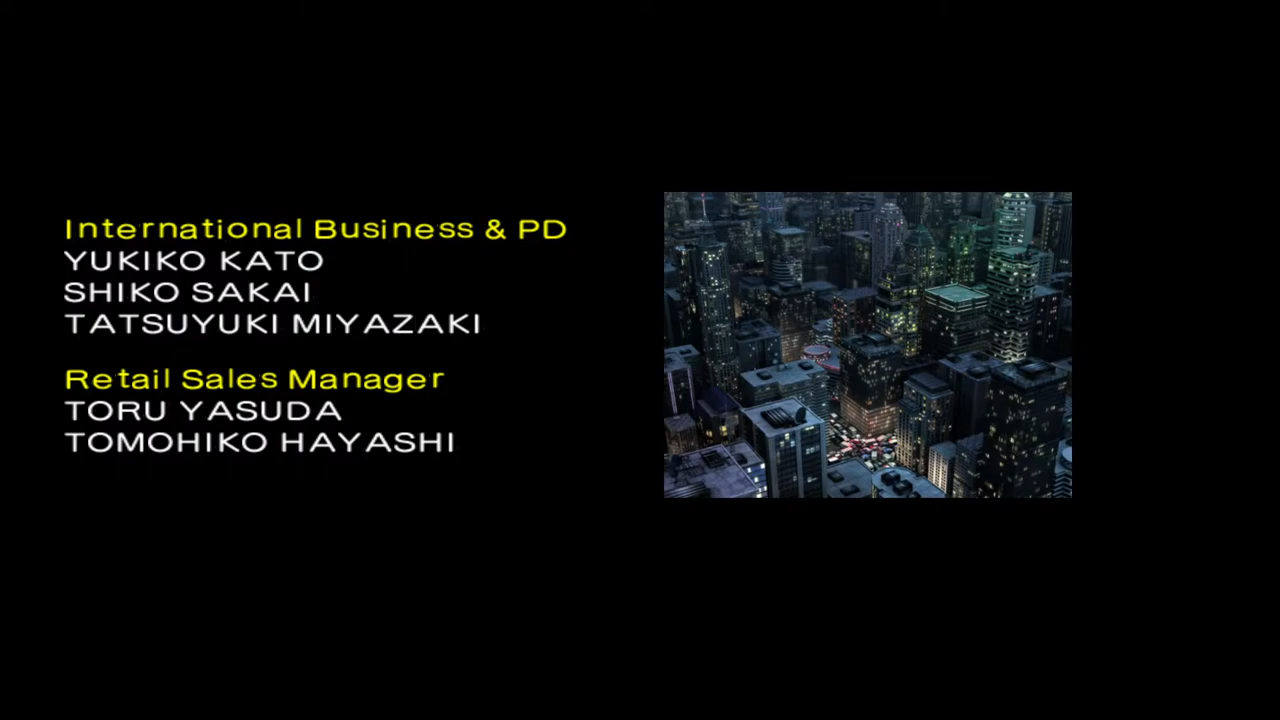 International Business & PD
YUKIKO KATO
SHIKO SAKAI
TATSUYUKI MIYAZAKI
Retail Sales Manager
TORU YASUDA
TOMOHIKO HAYASHI